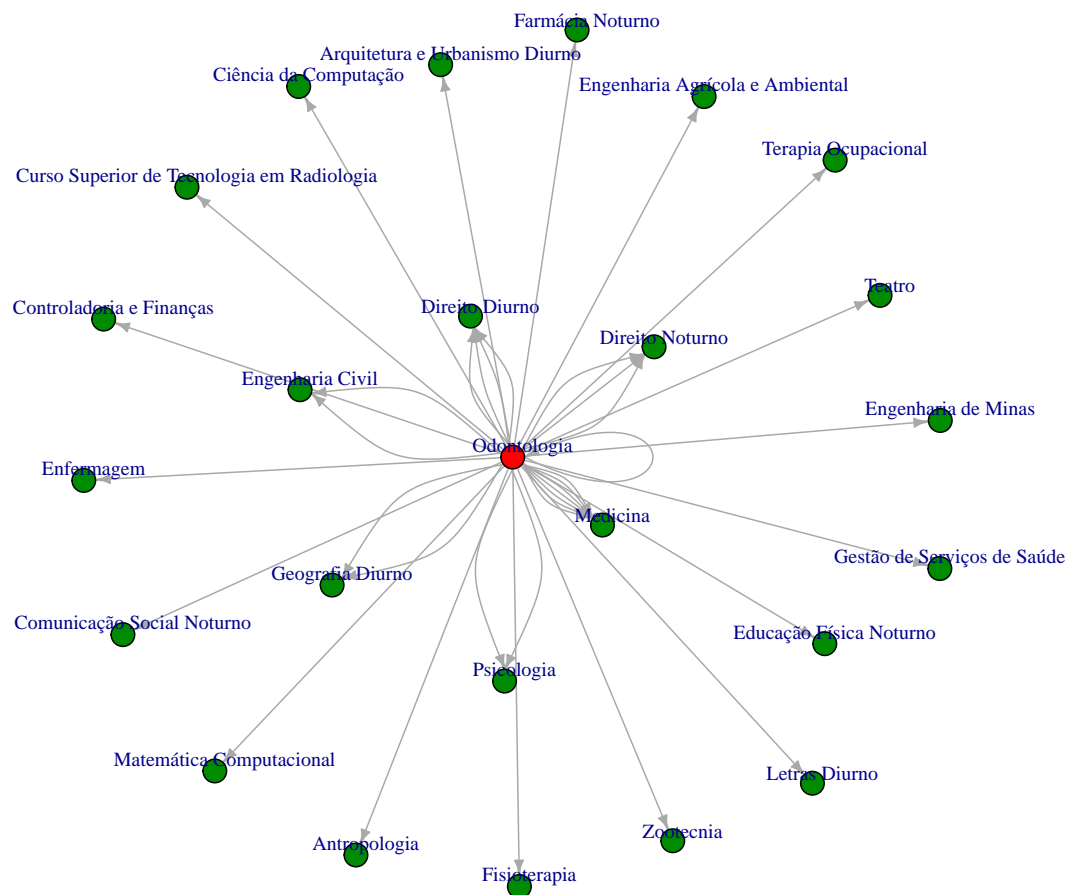 Farmácia Noturno
Arquitetura e Urbanismo Diurno
Ciência da Computação
Engenharia Agrícola e Ambiental
Terapia Ocupacional
Curso Superior de Tecnologia em Radiologia
Teatro
Controladoria e Finanças
Direito Diurno
Direito Noturno
Engenharia Civil
Engenharia de Minas
Odontologia
Enfermagem
Medicina
Gestão de Serviços de Saúde
Geografia Diurno
Comunicação Social Noturno
Educação Física Noturno
Psicologia
Matemática Computacional
Letras Diurno
Zootecnia
Antropologia
Fisioterapia